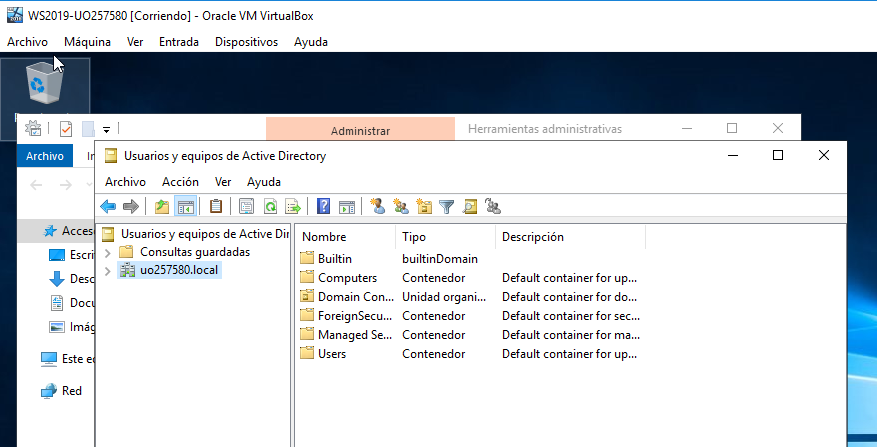 WS2019-UO257580 [Corriendo] - Oracle VM VirtualBox
Archivo Máquina Ver Entrada Dispositivos Ayuda
Administrar Herramientas administrativas
Archivo
Usuarios y equipos de Active Directory
Archivo Acción Ver Ayuda
Acces
Escri
Desc
Docu
Imág
Este ec
Red
Usuarios y equipos de Active Dir
Consultas guardadas
uo257580.local
Nombre Tipo Descripción
Builtin builtinDomain
Computers Contenedor Default container for up...
Domain Con... Unidad organi... Default container for do...
ForeignSecu... Contenedor Default container for sec...
Managed Se... Contenedor Default container for ma...
Users Contenedor Default container for up...